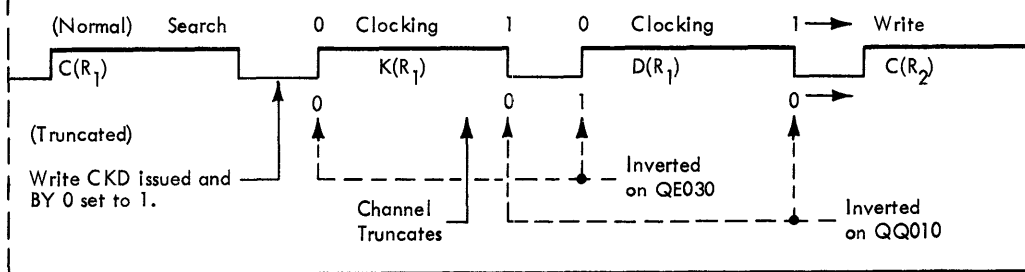 (Normal) Search 0 Clocking 1 0 Clocking 1 Write
C(R1) K(R1) D(R1) C(R2)
0 0 1 0
(Truncated)
Write CKD issued and
BY 0 set to 1.
Inverted
on QE030
Channel
Truncates
Inverted
on QQ010